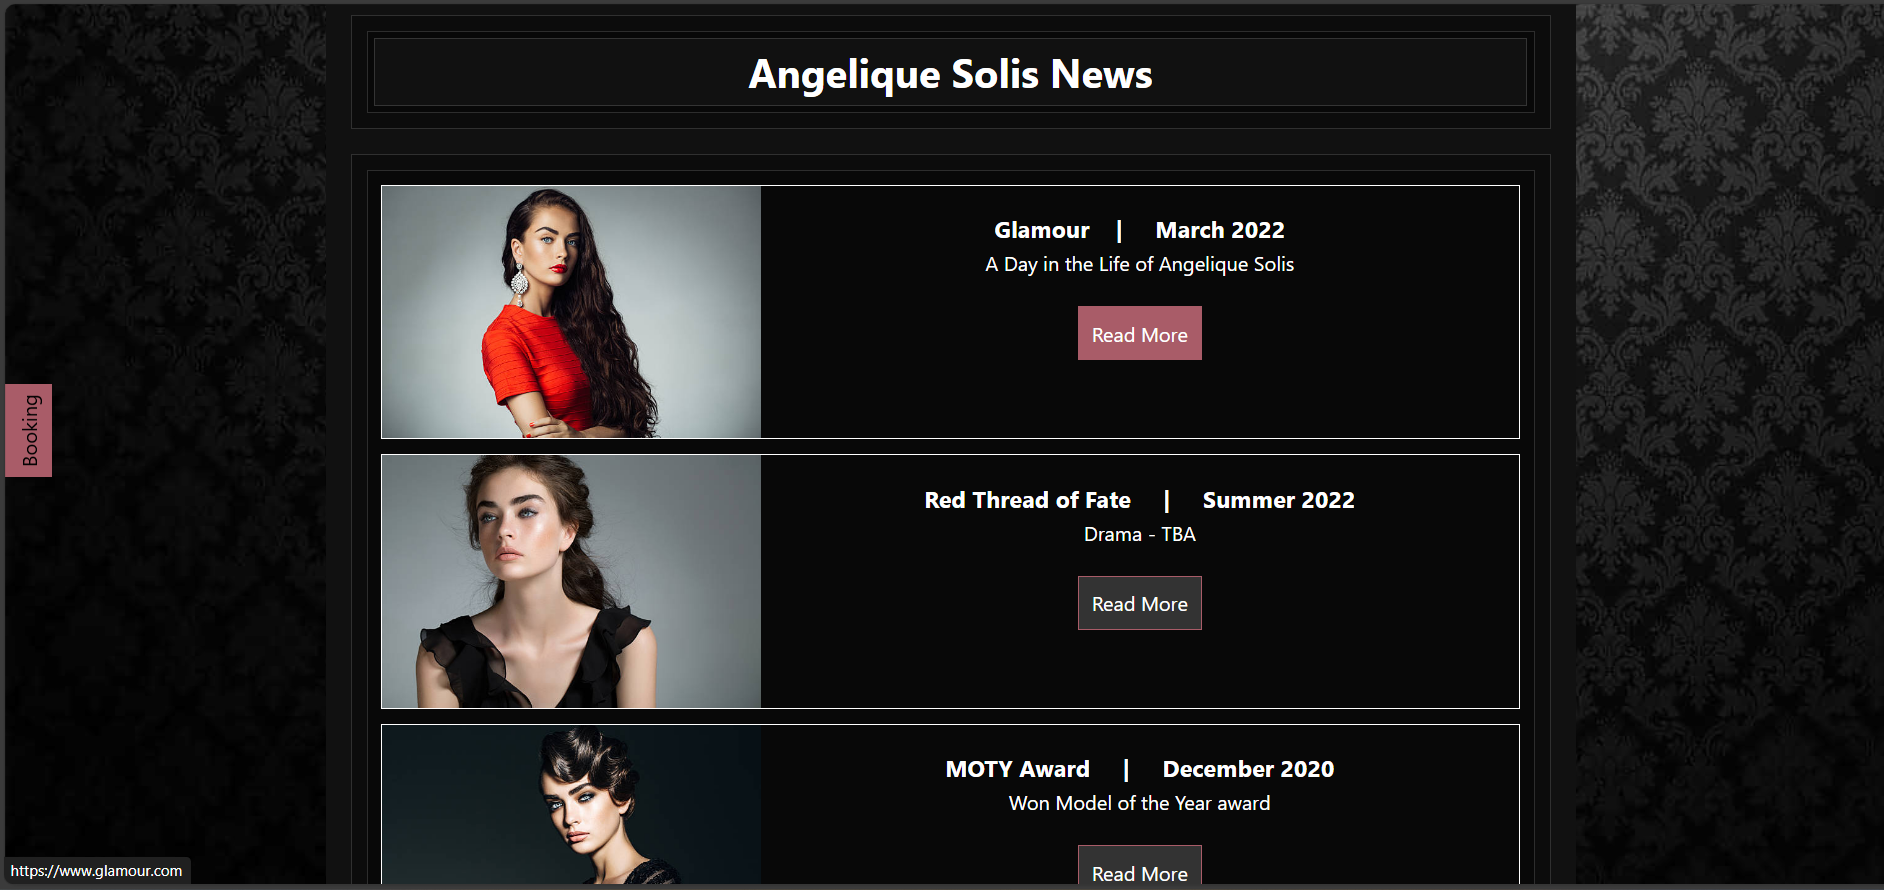 Angelique Solis News
Glamour | March 2022
A Day in the Life of Angelique Solis
Read More
Booking
Red Thread of Fate | Summer 2022
Drama - TBA
Read More
MOTY Award | December 2020
Won Model of the Year award
Read More
https://www.glamour.com